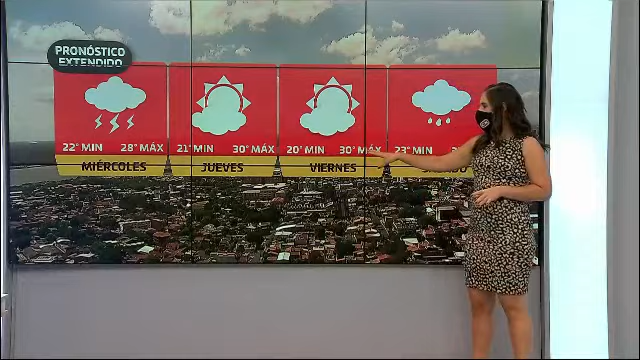 PRONÓSTICO
EXTENDIDO
22° MIN 28° MÁX 21° MIN 30° MÁX 20° MIN 30° MÁX 23° MIN
MIÉRCOLES JUEVES VIERNES